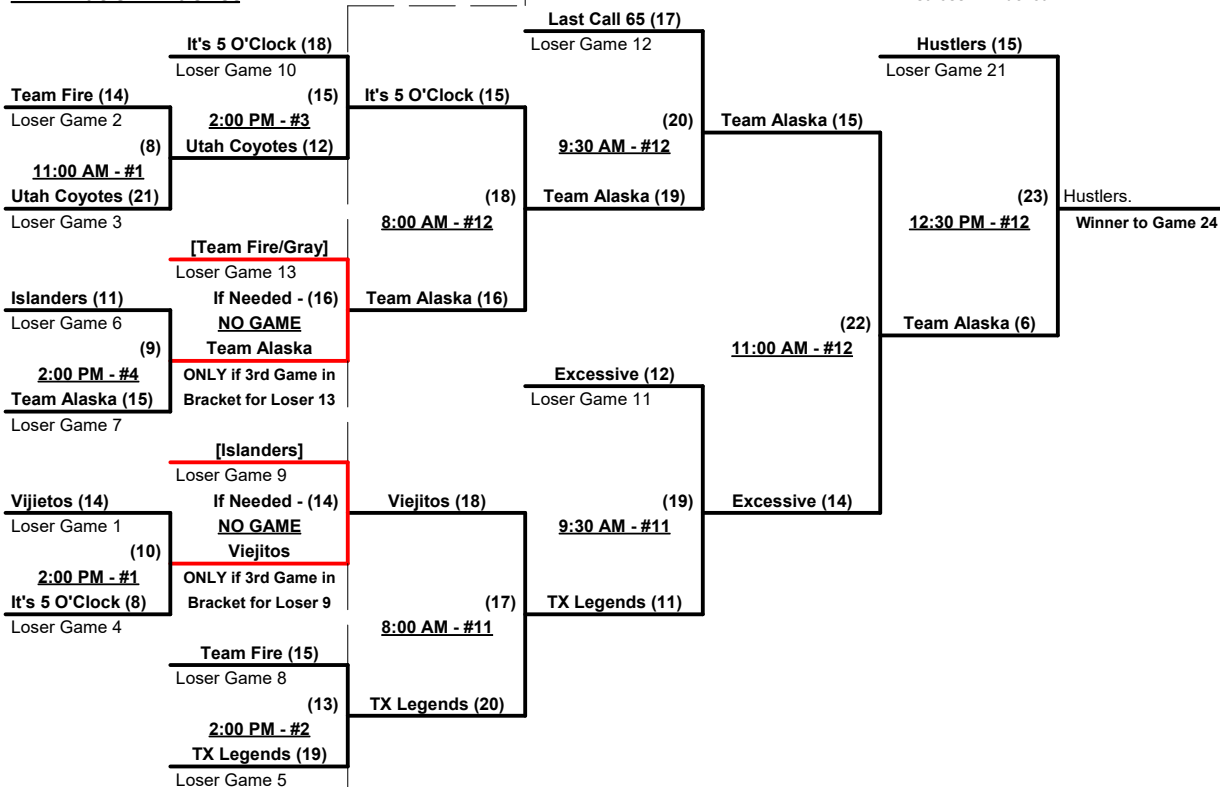 Last Call 65 (17)
Loser Game 12
It's 5 O'Clock (18)
Loser Game 10
Hustlers (15)
Loser Game 21
Team Fire (14)
Loser Game 2
(15)
2:00 PM - #3
It's 5 O'Clock (15)
(20)
9:30 AM - #12
Team Alaska (15)
(8)
11:00 AM - #1
Utah Coyotes (12)
Utah Coyotes (21)
Loser Game 3
(18)
8:00 AM - #12
Team Alaska (19)
(23)
12:30 PM - #12
Hustlers.
Winner to Game 24
[Team Fire/Gray]
Loser Game 13
Islanders (11)
Loser Game 6
If Needed - (16)
NO GAME
Team Alaska
Team Alaska (16)
(9)
2:00 PM - #4
ONLY if 3rd Game in
Bracket for Loser 13
Team Alaska (15)
Loser Game 7
(22)
11:00 AM - #12
Team Alaska (6)
Excessive (12)
Loser Game 11
[Islanders]
Loser Game 9
Vijietos (14)
Loser Game 1
If Needed - (14)
NO GAME
Viejitos
Viejitos (18)
(19)
9:30 AM - #11
Excessive (14)
(10)
2:00 PM - #1
ONLY if 3rd Game in
Bracket for Loser 9
It's 5 O'Clock (8)
Loser Game 4
(17)
8:00 AM - #11
TX Legends (11)
Team Fire (15)
Loser Game 8
(13)
2:00 PM - #2
TX Legends (20)
TX Legends (19)
Loser Game 5